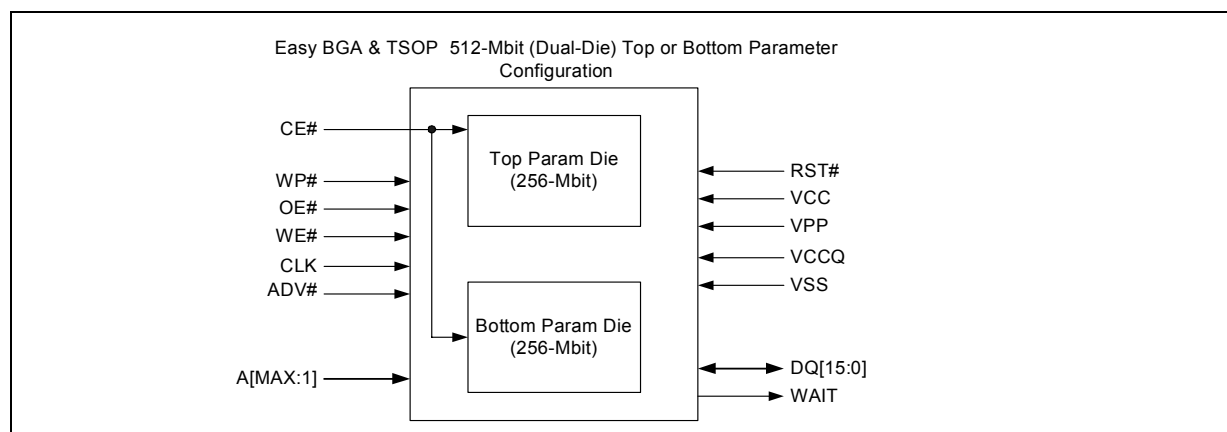 Easy BGA & TSOP 512-Mbit (Dual-Die) Top or Bottom Parameter
Configuration
CE#
WP#
OE#
WE#
CLK
ADV#
A[MAX:1]
Top Param Die
(256-Mbit)
Bottom Param Die
(256-Mbit)
RST#
VCC
VPP
VCCQ
VSS
DQ[15:0]
WAIT